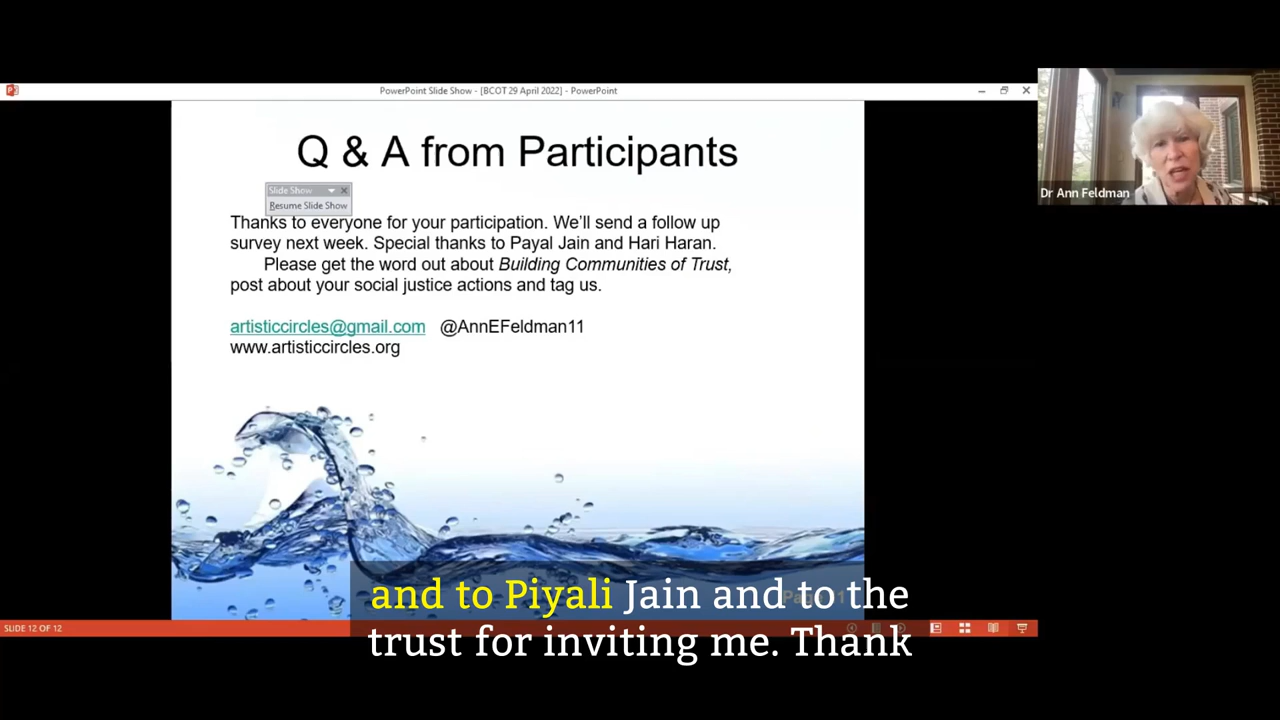 PowerPoint Slide Show - [BCOT 29 April 2022] - PowerPoint
Q & A from Participants
Slide Show
Resume Slide Show
Thanks to everyone for your participation. We'll send a follow up
survey next week. Special thanks to Payal Jain and Hari Haran.
Please get the word out about Building Communities of Trust,
post about your social justice actions and tag us.
artisticcircles@gmail.com @AnnEFeldman11
www.artisticcircles.org
Dr Ann Feldman
and to Piyali Jain and to the
trust for inviting me. Thank
SLIDE 12 OF 12